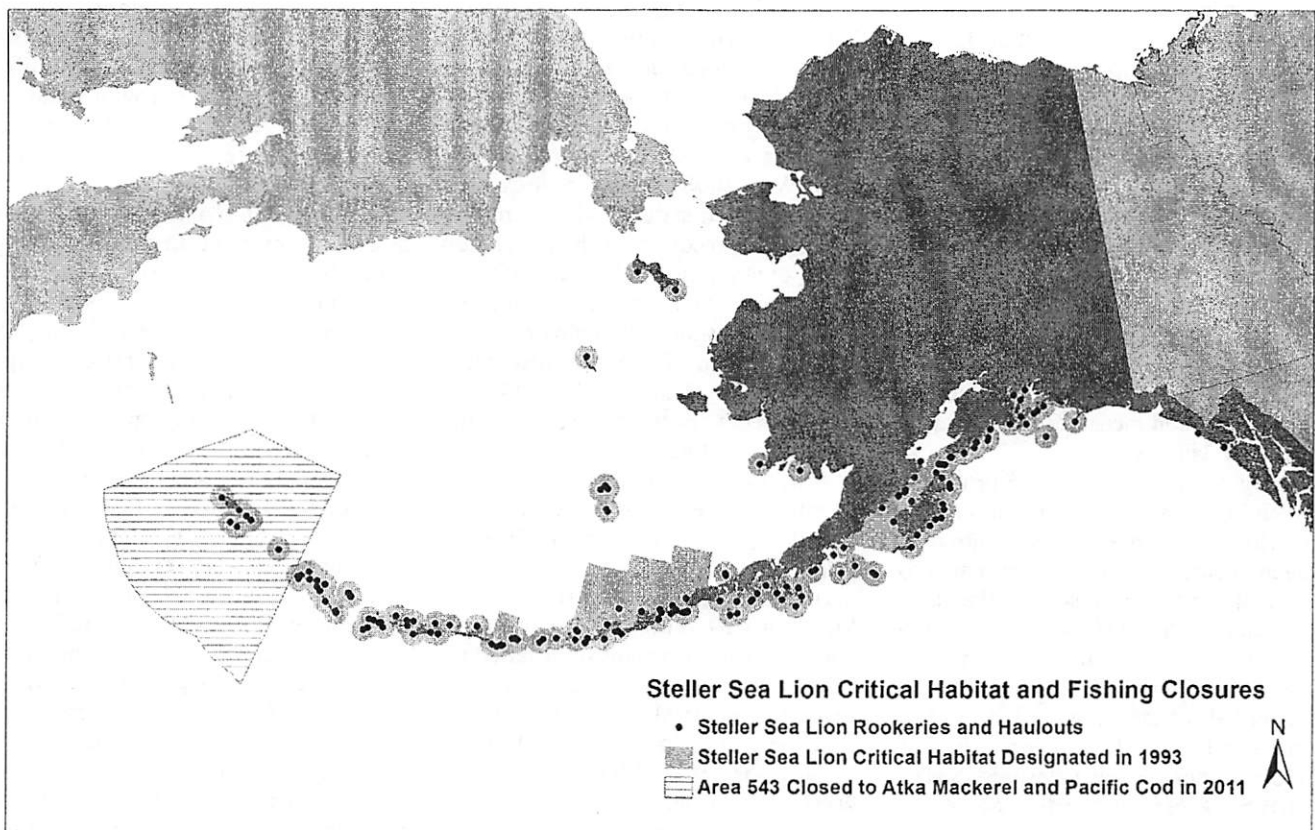 Steller Sea Lion Critical Habitat and Fishing Closures
Steller Sea Lion Rookeries and Haulouts
Steller Sea Lion Critical Habitat Designated in 1993
Area 543 Closed to Atka Mackerel and Pacific Cod in 2011
N